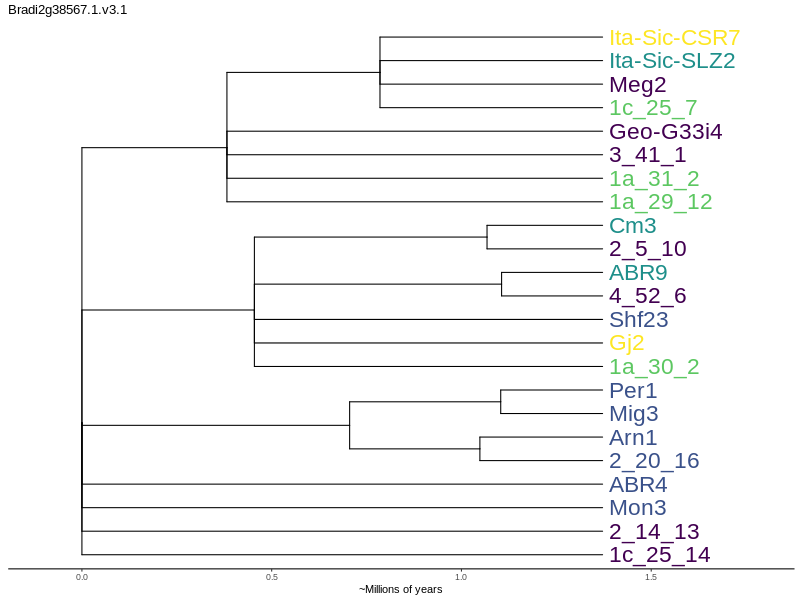 Bradi2g38567.1.v3.1
Ita-Sic-CSR7
Ita-Sic-SLZ2
Meg2
1c_25_7
Geo-G33i4
3_41_1
1a_31_2
1a_29_12
Cm3
2_5_10
ABR9
4_52_6
Shf23
Gj2
1a_30_2
Per1
Mig3
Arn1
2_20_16
ABR4
Mon3
2_14_13
1c_25_14
0.0 0.5 1.0 1.5
~Millions of years